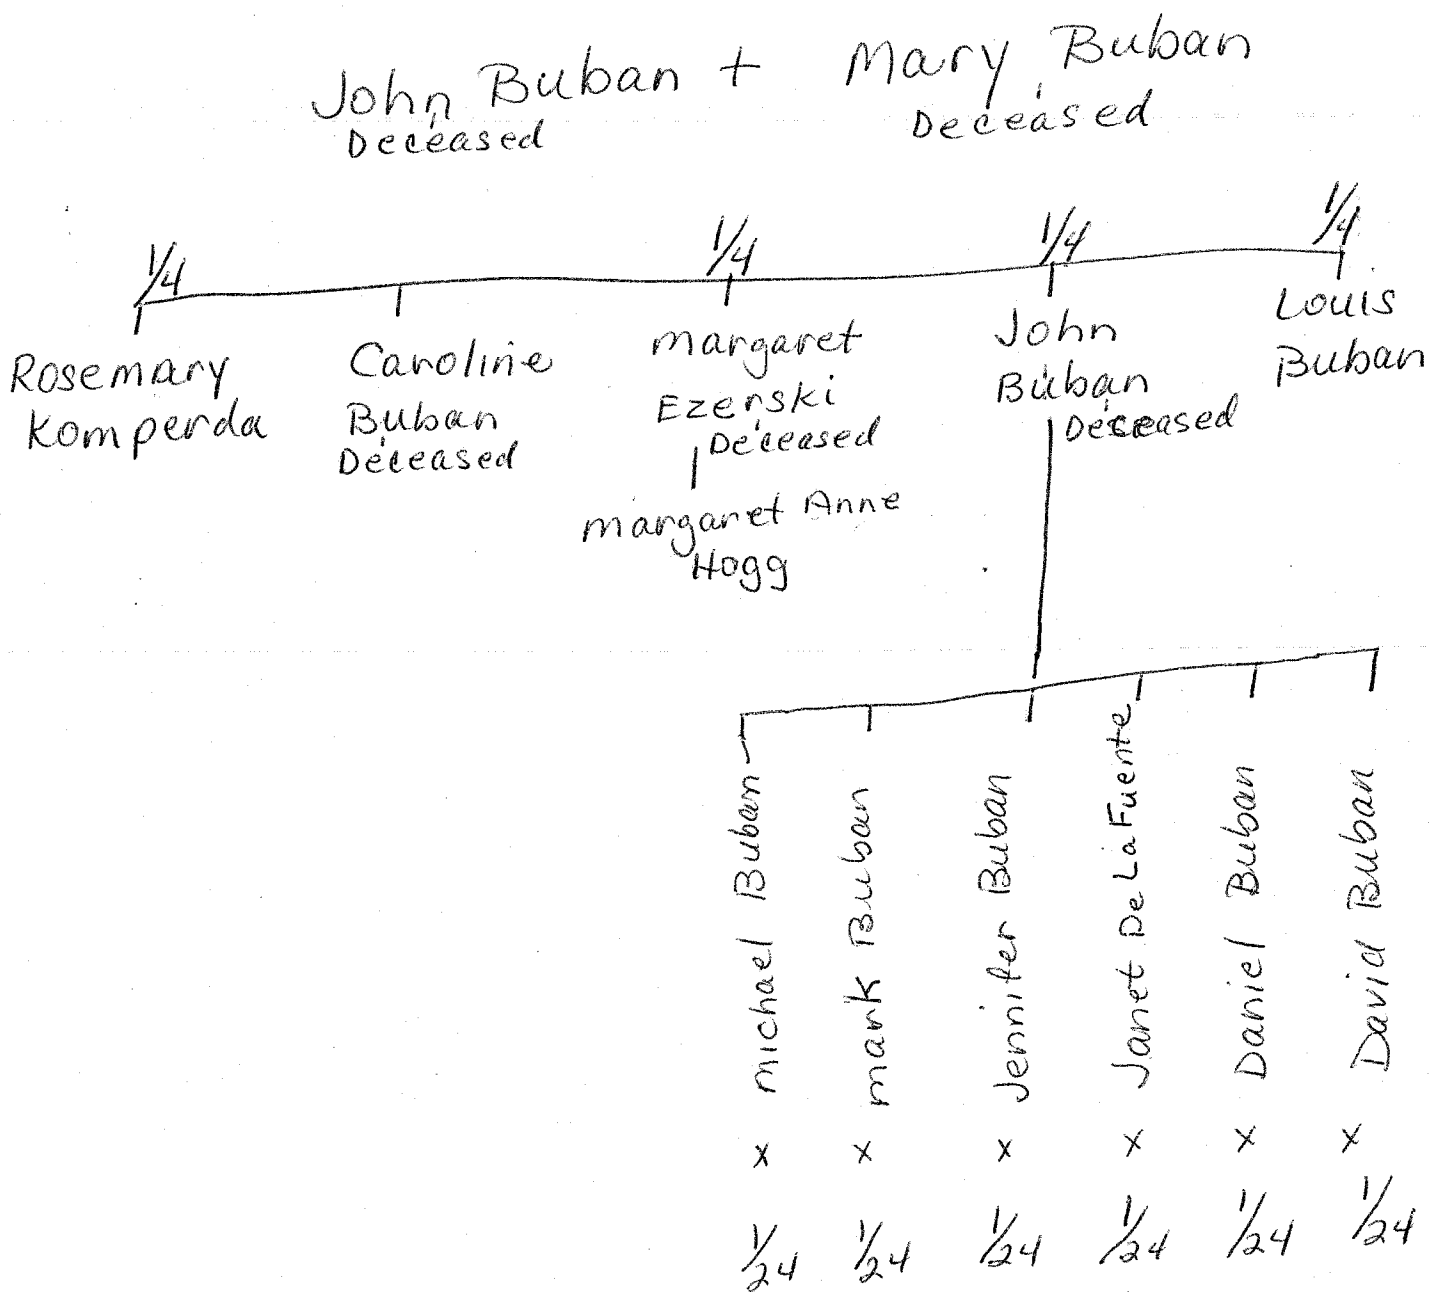 John Buban + Mary Buban
Deceased Deceased
1/4 1/4 1/4 1/4
Rosemary
Komperda
Caroline
Buban
Deceased
margaret
Ezerski
Deceased
margaret Anne
Hogg
John
Buban
Deceased
Louis
Buban
michael Buban
mark Buban
Jennifer Buban
Janet De La Fuente
Daniel Buban
David Buban
x x x x x x
1/24 1/24 1/24 1/24 1/24 1/24